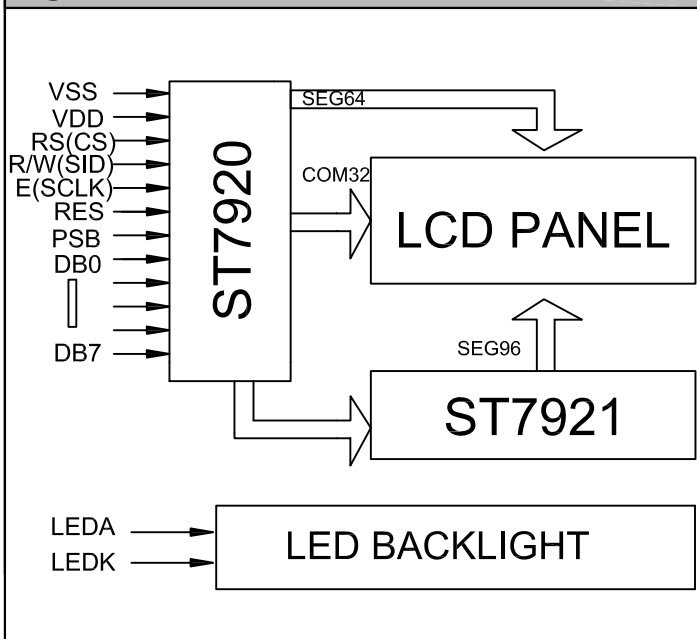 VSS
VDD
RS(CS)
R/W(SID)
E(SCLK)
RES
PSB
DB0
DB7
ST7920
SEG64
COM32
LCD PANEL
SEG96
ST7921
LEDA
LEDK
LED BACKLIGHT